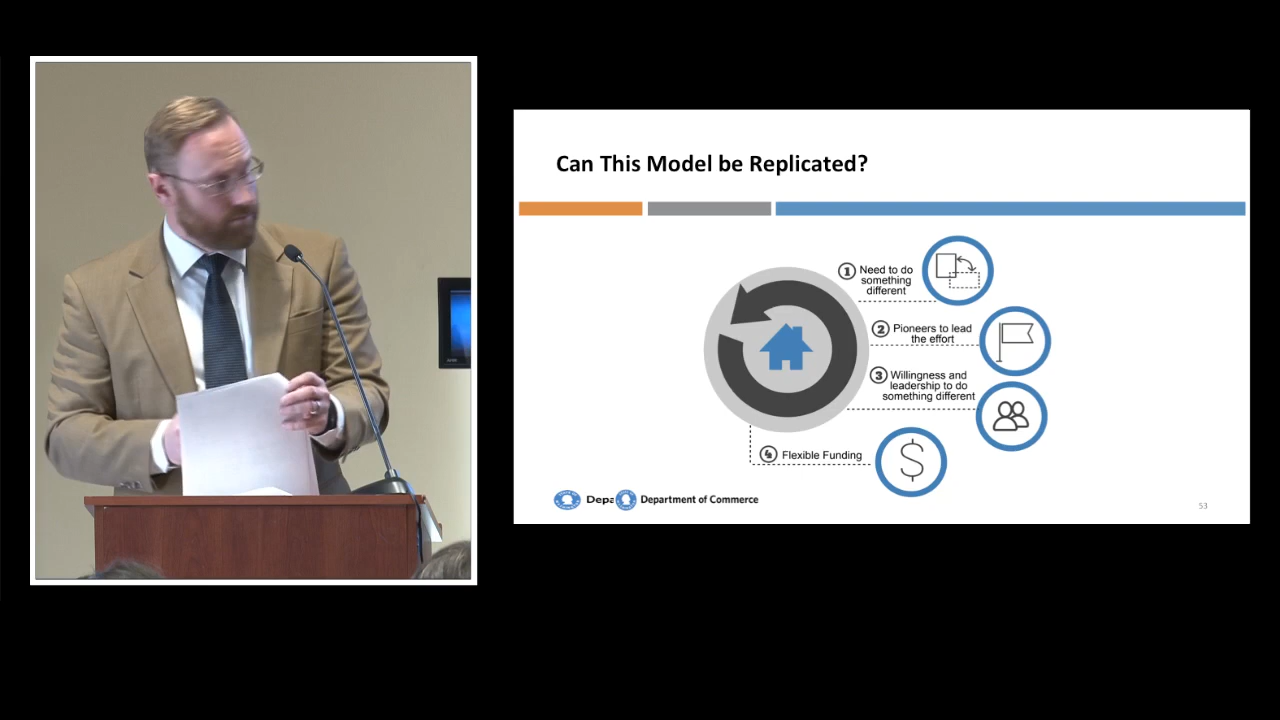 Can This Model be Replicated?
1 Need to do
something
different
2 Pioneers to lead
the effort
3 Willingness and
leadership to do
something different
4 Flexible Funding
Depa Department of Commerce
53